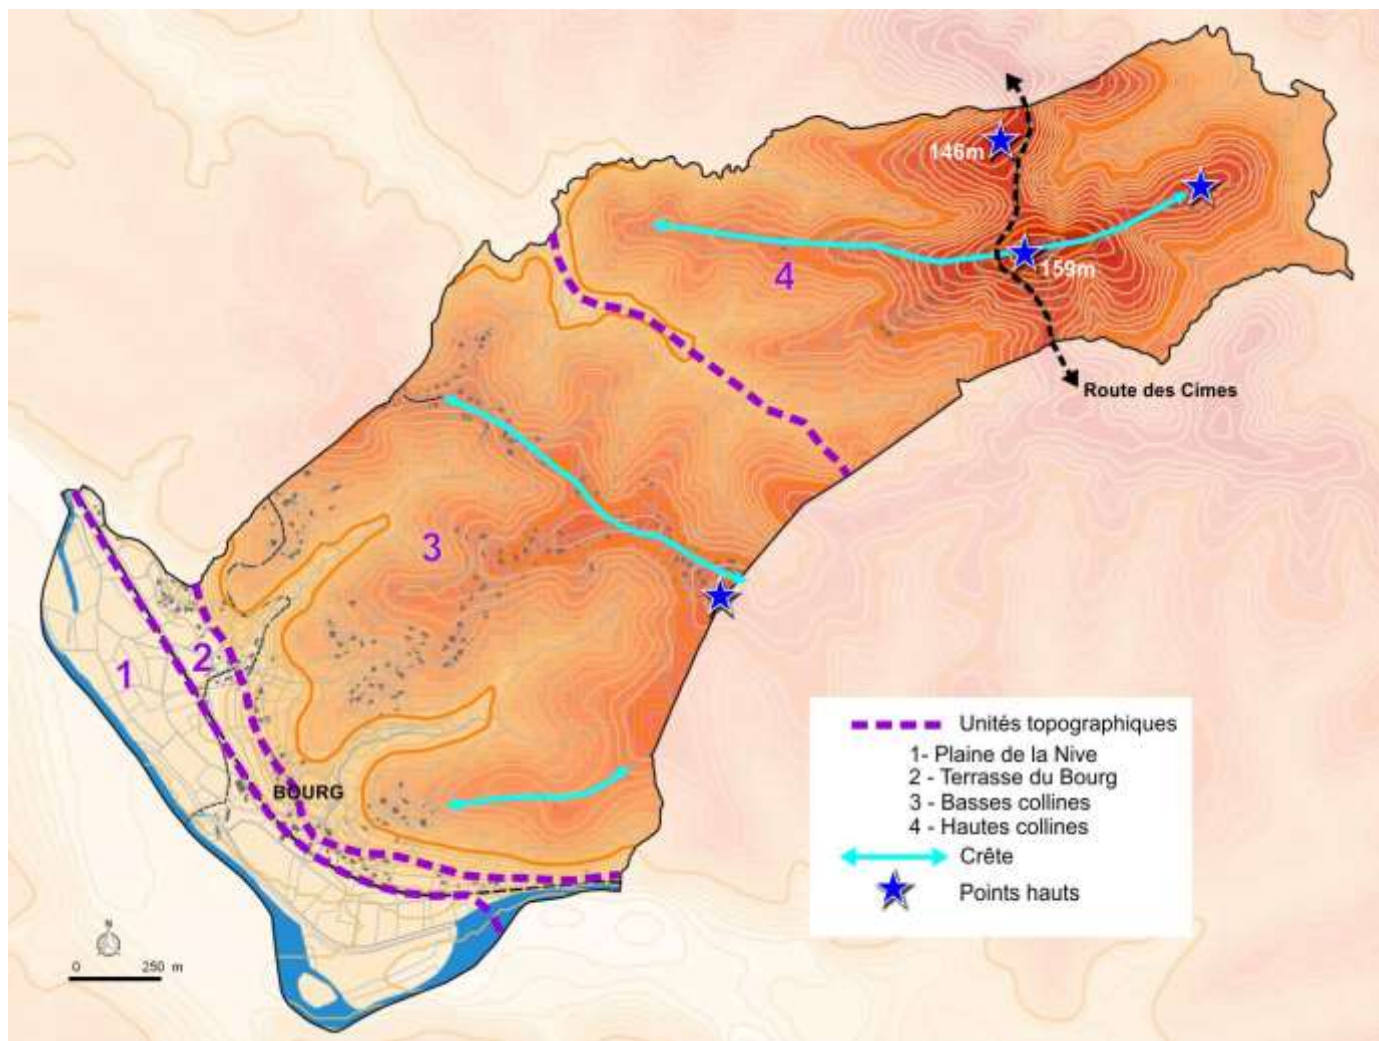 146m
4
159m
Route des Cimes
3
2
1
BOURG
Unités topographiques
1- Plaine de la Nive
2 - Terrasse du Bourg
3 - Basses collines
4 - Hautes collines
Crête
Points hauts
N
0 250 m